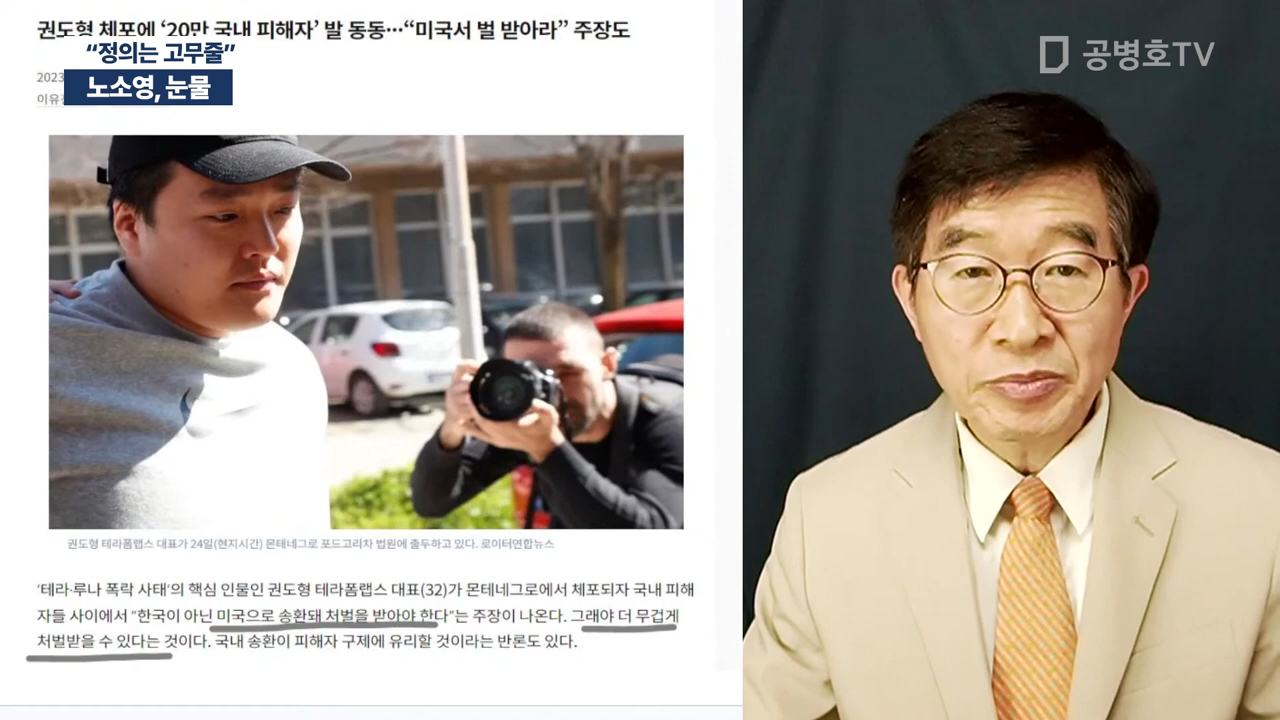 권도형 체포에 ‘20만 국내 피해자’ 발 동동…“미국서 벌 받아라” 주장도
“정의는 고무줄”
2023
노소영, 눈물
공병호TV
권도형 테라폼랩스 대표가 24일(현지시간) 몬테네그로 포드고리차 법원에 출두하고 있다. 로이터연합뉴스
‘테라·루나 폭락 사태’의 핵심 인물인 권도형 테라폼랩스 대표(32)가 몬테네그로에서 체포되자 국내 피해
자들 사이에서 “한국이 아닌 미국으로 송환돼 처벌을 받아야 한다”는 주장이 나온다. 그래야 더 무겁게
처벌받을 수 있다는 것이다. 국내 송환이 피해자 구제에 유리할 것이라는 반론도 있다.